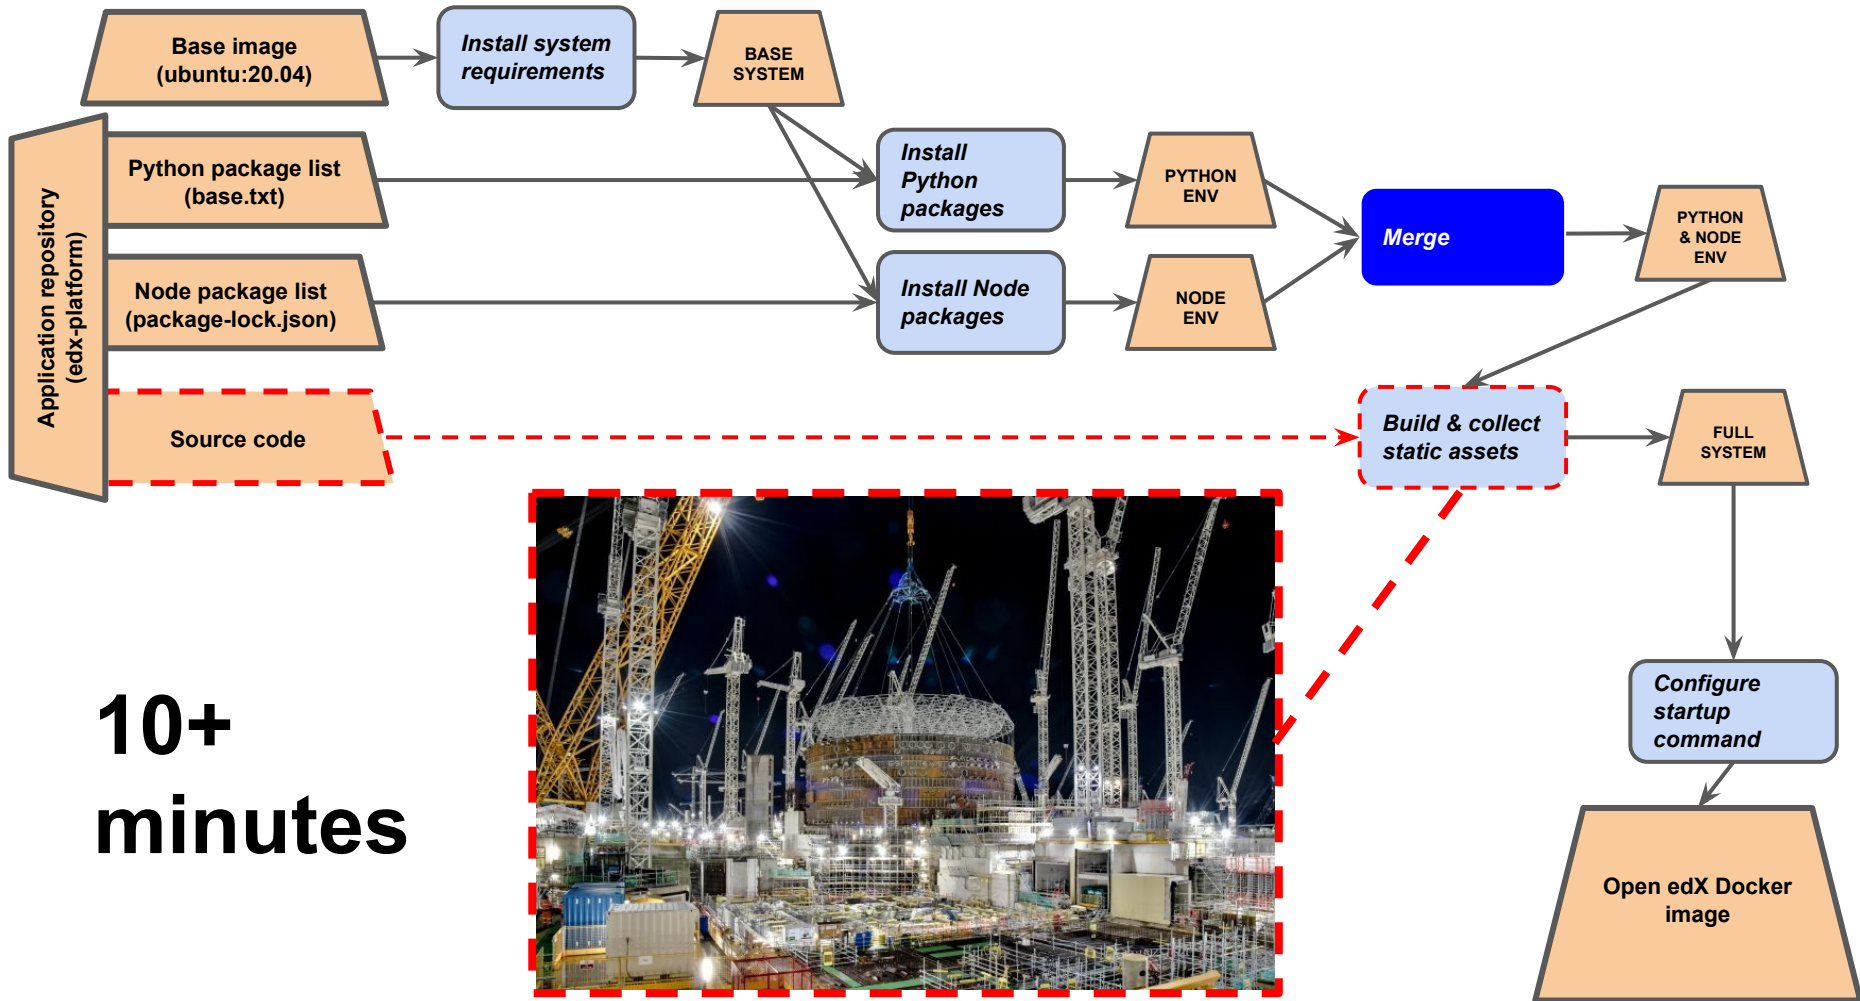 Base image
(ubuntu:20.04)
Install system
requirements
BASE
SYSTEM
Application repository
(edx-platform)
Python package list
(base.txt)
Install
Python
packages
PYTHON
ENV
Merge
PYTHON
& NODE
ENV
Node package list
(package-lock.json)
Install Node
packages
NODE
ENV
Source code
Build & collect
static assets
FULL
SYSTEM
10+
minutes
Configure
startup
command
Open edX Docker
image